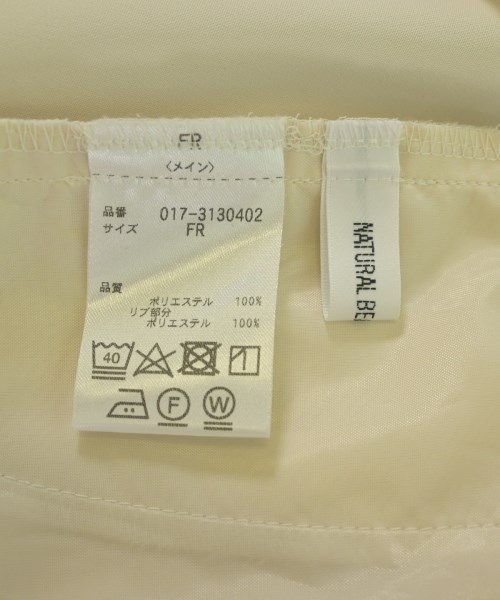 FR
〈メイン〉
品番 017-3130402
サイズ FR
品質
ポリエステル 100%
リブ部分
ポリエステル 100%
40
F W
NATURAL BE